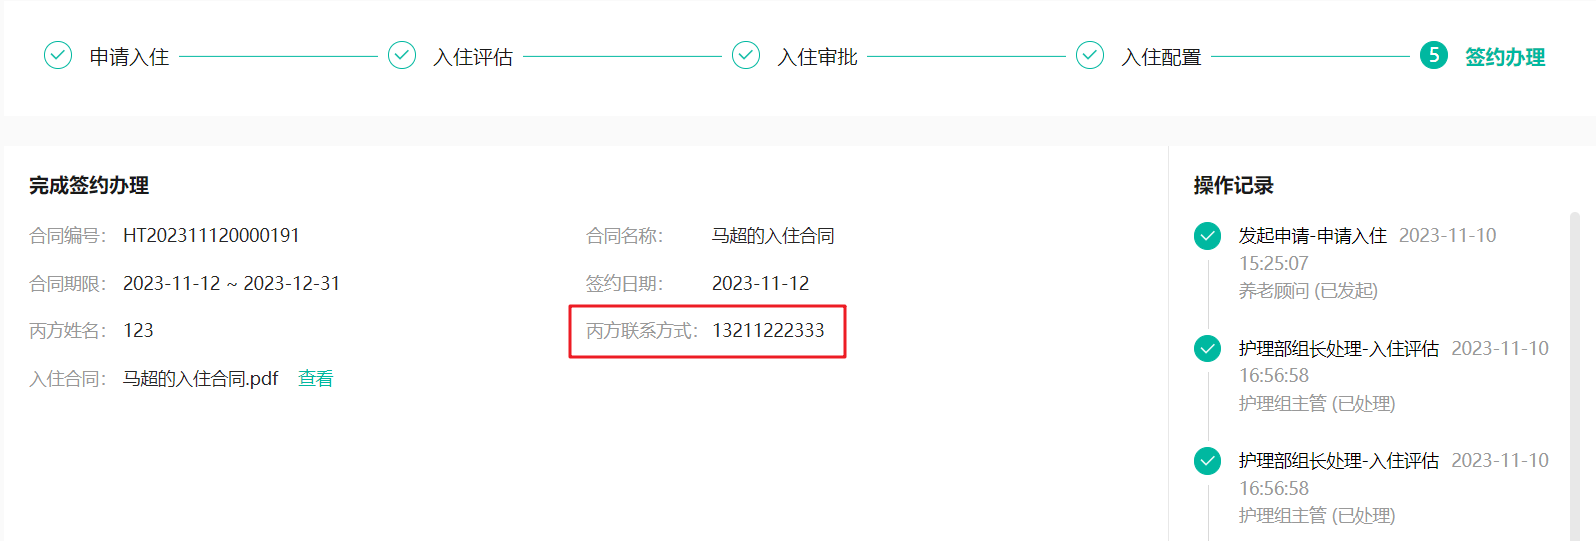 申请入住 入住评估 入住审批 入住配置 5 签约办理
完成签约办理
合同编号： HT202311120000191 合同名称： 马超的入住合同
合同期限： 2023-11-12 ~ 2023-12-31 签约日期： 2023-11-12
丙方姓名： 123 丙方联系方式： 13211222333
入住合同： 马超的入住合同.pdf 查看
操作记录
发起申请-申请入住 2023-11-10
15:25:07
养老顾问 (已发起)
护理部组长处理-入住评估 2023-11-10
16:56:58
护理组主管 (已处理)
护理部组长处理-入住评估 2023-11-10
16:56:58
护理组主管 (已处理)